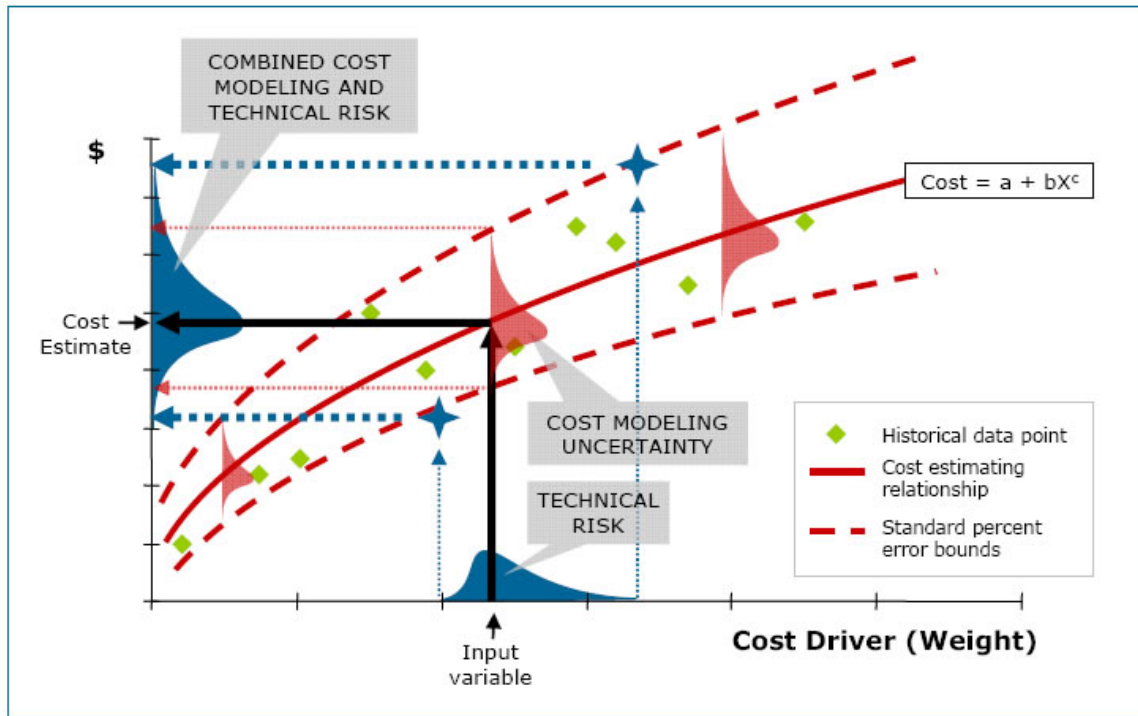 COMBINED COST
MODELING AND
TECHNICAL RISK
$
Cost = a + bXᶜ
Cost
Estimate
COST MODELING
UNCERTAINTY
TECHNICAL
RISK
Historical data point
Cost estimating
relationship
Standard percent
error bounds
Input
variable
Cost Driver (Weight)